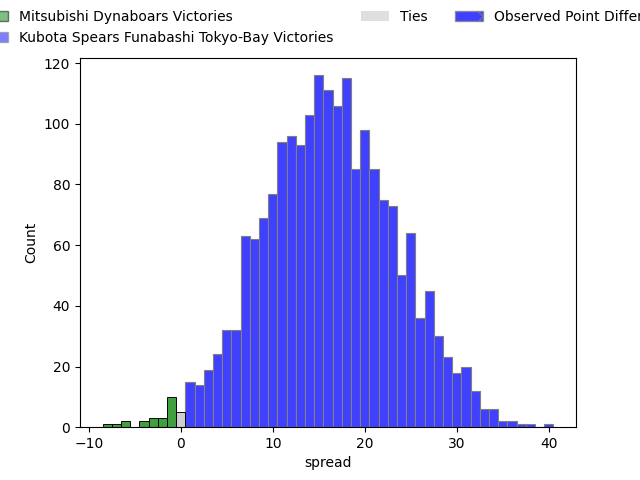 Mitsubishi Dynaboars Victories
Ties
Observed Point Differ
Kubota Spears Funabashi Tokyo-Bay Victories
120
100
80
60
40
20
0
Count
−10 0 10 20 30 40
spread